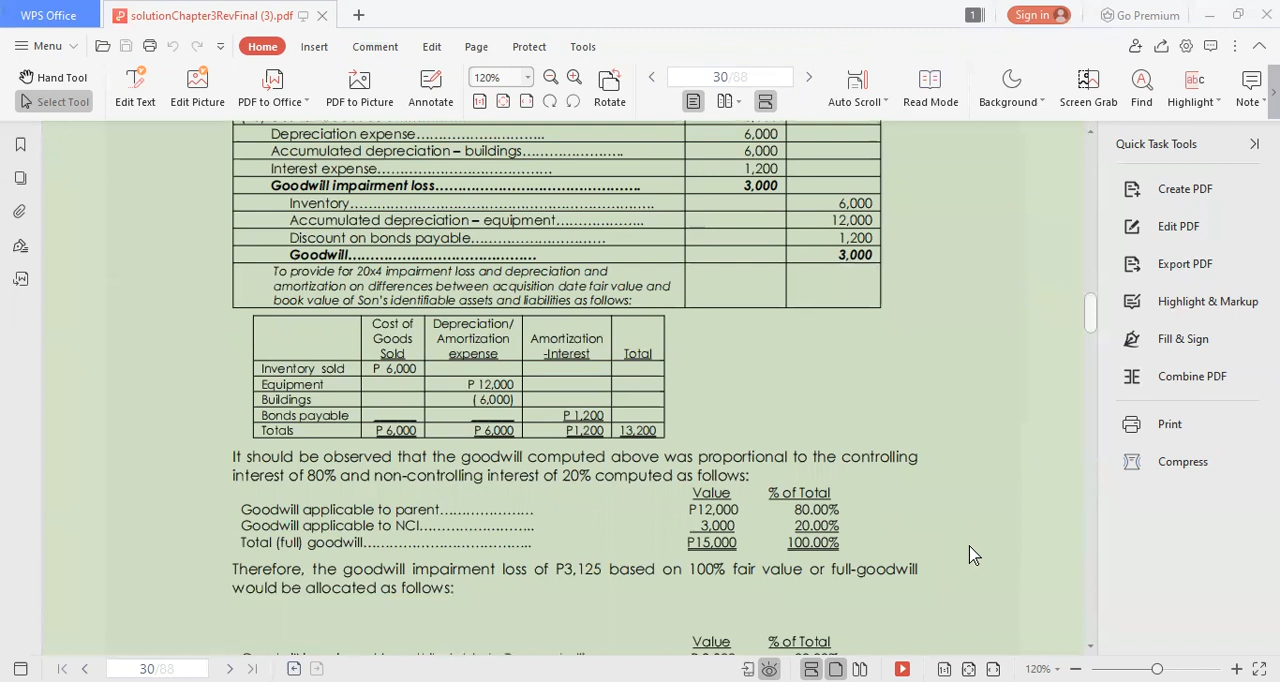 WPS Office
solutionChapter3RevFinal (3).pdf
1
Sign in
Go Premium
Menu
Home
Insert
Comment
Edit
Page
Protect
Tools
Hand Tool
Select Tool
Edit Text
Edit Picture
PDF to Office
PDF to Picture
Annotate
120%
Rotate
30/88
Auto Scroll
Read Mode
Background
Screen Grab
Find
Highlight
Note
Depreciation expense……………………………….. 6,000
Accumulated depreciation – buildings…………………. 6,000
Interest expense……………………………………… 1,200
Goodwill impairment loss………………………………………. 3,000
Inventory………………………………………………………. 6,000
Accumulated depreciation – equipment……………….. 12,000
Discount on bonds payable……………………………. 1,200
Goodwill……………………………………… 3,000
To provide for 20x4 impairment loss and depreciation and
amortization on differences between acquisition date fair value and
book value of Son's identifiable assets and liabilities as follows:
Cost of Goods Sold Depreciation/ Amortization expense Amortization -Interest Total
Inventory sold P 6,000
Equipment P 12,000
Buildings ( 6,000)
Bonds payable P 1,200
Totals P 6,000 P 6,000 P1,200 13,200
It should be observed that the goodwill computed above was proportional to the controlling
interest of 80% and non-controlling interest of 20% computed as follows:
Value % of Total
Goodwill applicable to parent………………… P12,000 80.00%
Goodwill applicable to NCI…………………….. 3,000 20.00%
Total (full) goodwill……………………………….. P15,000 100.00%
Therefore, the goodwill impairment loss of P3,125 based on 100% fair value or full-goodwill
would be allocated as follows:
Value % of Total
Quick Task Tools
Create PDF
Edit PDF
Export PDF
Highlight & Markup
Fill & Sign
Combine PDF
Print
Compress
30/88
120%